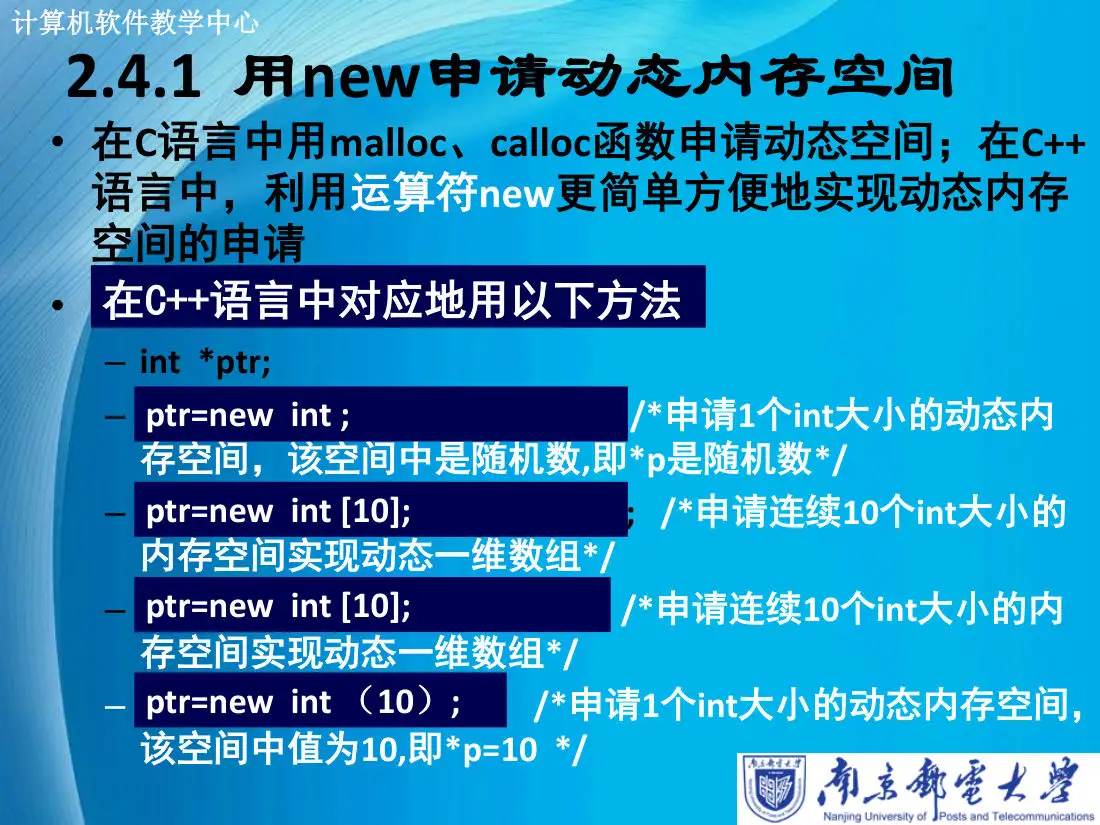 计算机软件教学中心
2.4.1 用new申请动态内存空间
• 在C语言中用malloc、calloc函数申请动态空间；在C++
语言中，利用运算符new更简单方便地实现动态内存
空间的申请
• 在C++语言中对应地用以下方法
– int *ptr;
– ptr=new int ; /*申请1个int大小的动态内
存空间，该空间中是随机数,即*p是随机数*/
– ptr=new int [10]; ; /*申请连续10个int大小的
内存空间实现动态一维数组*/
– ptr=new int [10]; /*申请连续10个int大小的内
存空间实现动态一维数组*/
– ptr=new int （10）; /*申请1个int大小的动态内存空间，
该空间中值为10,即*p=10 */
南京邮电大学
Nanjing University of Posts and Telecommunications